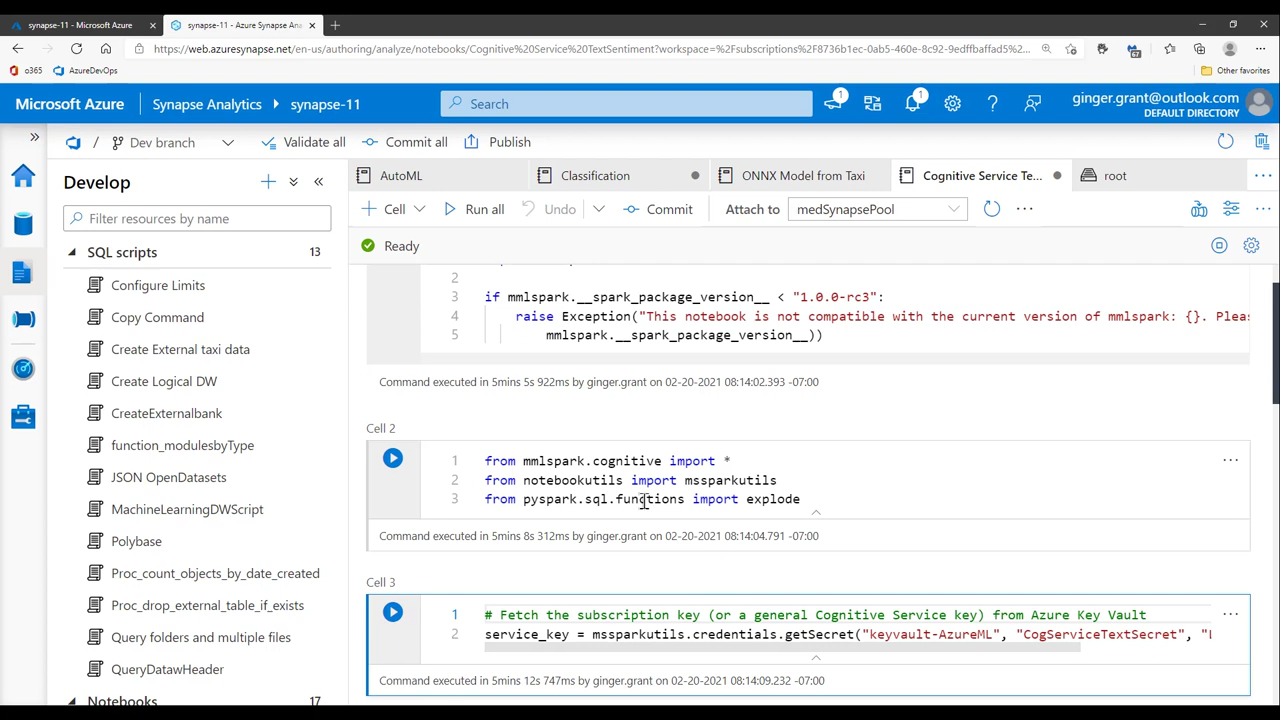 synapse-11 - Microsoft Azure
synapse-11 - Azure Synapse An
https://web.azuresynapse.net/en-us/authoring/analyze/notebooks/Cognitive%20Service%20TextSentiment?workspace=%2Fsubscriptions%2F8736b1ec-0ab5-460e-8c92-9edffbaffad5%2...
o365
AzureDevOps
67
Other favorites
Microsoft Azure
Synapse Analytics
synapse-11
Search
1
1
ginger.grant@outlook.com
DEFAULT DIRECTORY
Dev branch
Validate all
Commit all
Publish
Develop
Filter resources by name
SQL scripts 13
Configure Limits
Copy Command
Create External taxi data
Create Logical DW
CreateExternalbank
function_modulesbyType
JSON OpenDatasets
MachineLearningDWScript
Polybase
Proc_count_objects_by_date_created
Proc_drop_external_table_if_exists
Query folders and multiple files
QueryDatawHeader
Notebooks 17
AutoML
Classification
ONNX Model from Taxi
Cognitive Service Te...
root
Cell
Run all
Undo
Commit
Attach to
medSynapsePool
Ready
2
3 if mmlspark.__spark_package_version__ < "1.0.0-rc3":
4 raise Exception("This notebook is not compatible with the current version of mmlspark: {}. Pleas
5 mmlspark.__spark_package_version__))
Command executed in 5mins 5s 922ms by ginger.grant on 02-20-2021 08:14:02.393 -07:00
Cell 2
1 from mmlspark.cognitive import *
2 from notebookutils import mssparkutils
3 from pyspark.sql.functions import explode
Command executed in 5mins 8s 312ms by ginger.grant on 02-20-2021 08:14:04.791 -07:00
Cell 3
1 # Fetch the subscription key (or a general Cognitive Service key) from Azure Key Vault
2 service_key = mssparkutils.credentials.getSecret("keyvault-AzureML", "CogServiceTextSecret", "
Command executed in 5mins 12s 747ms by ginger.grant on 02-20-2021 08:14:09.232 -07:00